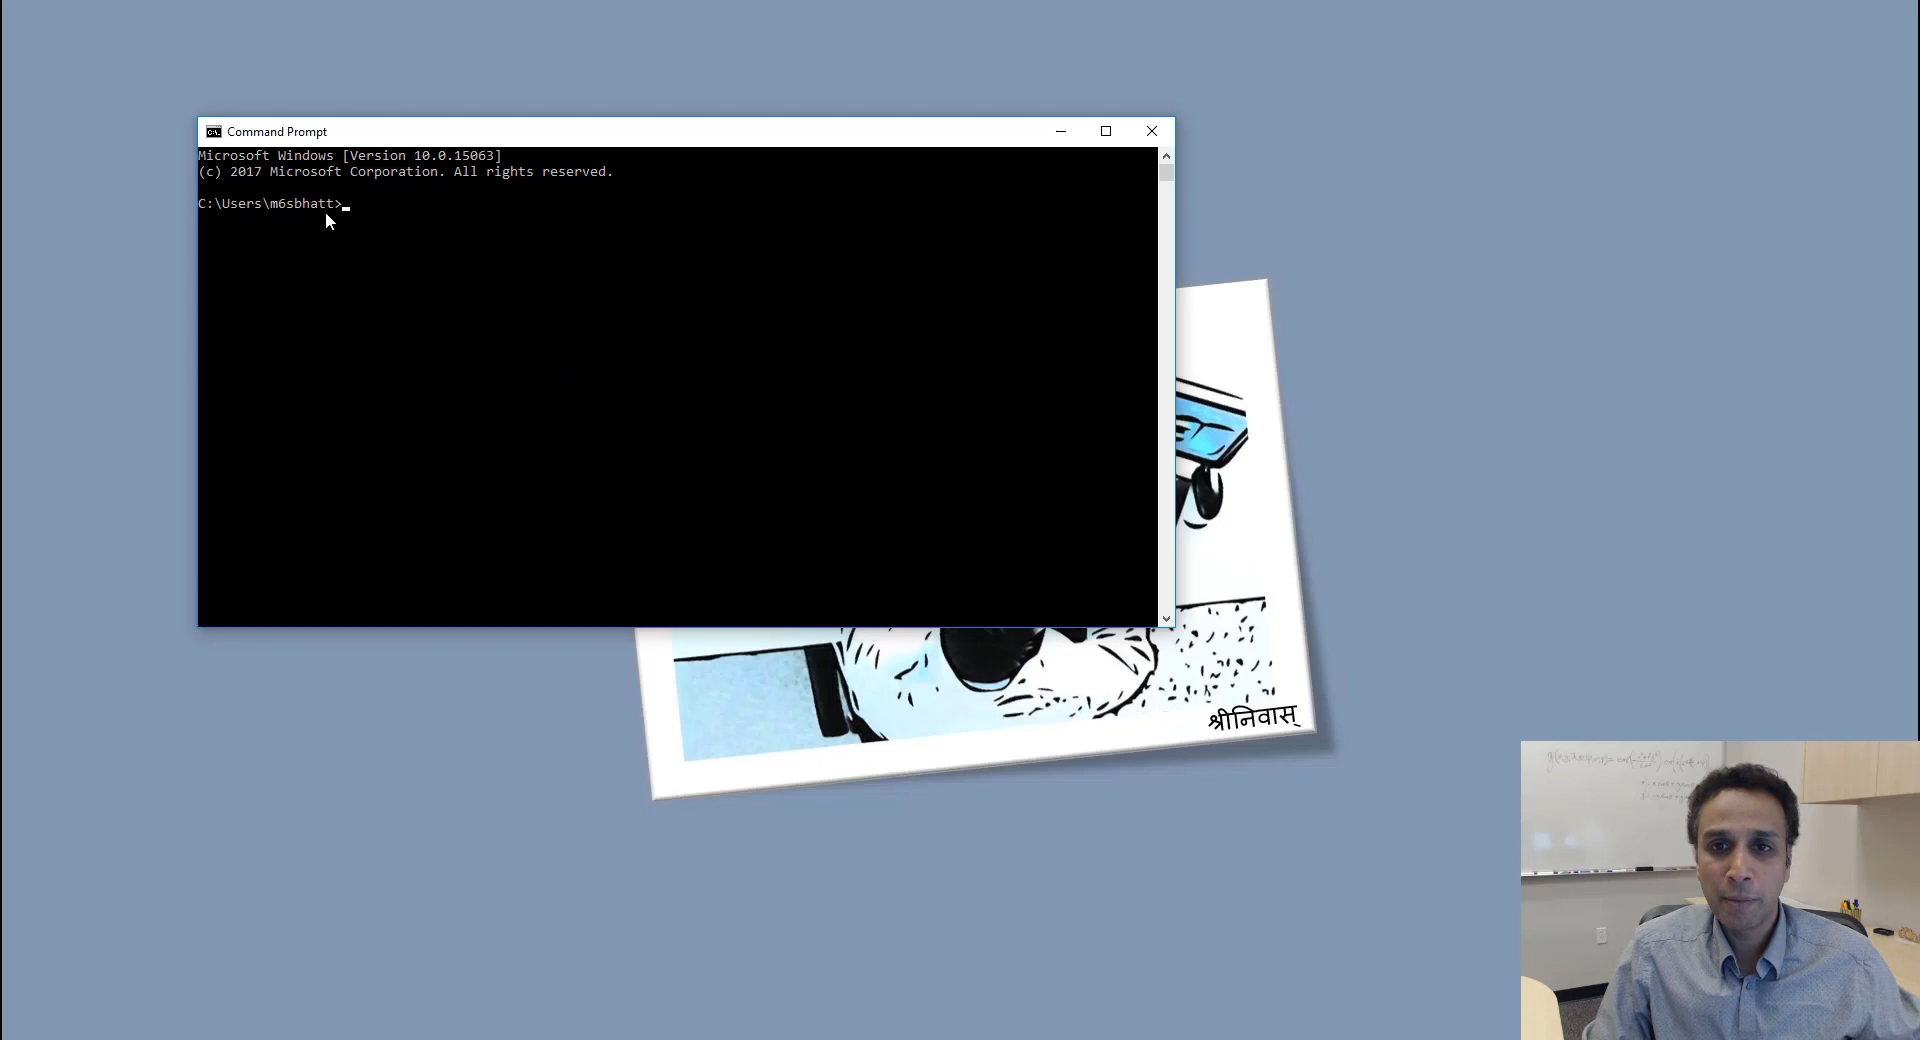 Command Prompt
Microsoft Windows [Version 10.0.15063]
(c) 2017 Microsoft Corporation. All rights reserved.
C:\Users\m6sbhatt>
श्रीनिवास्